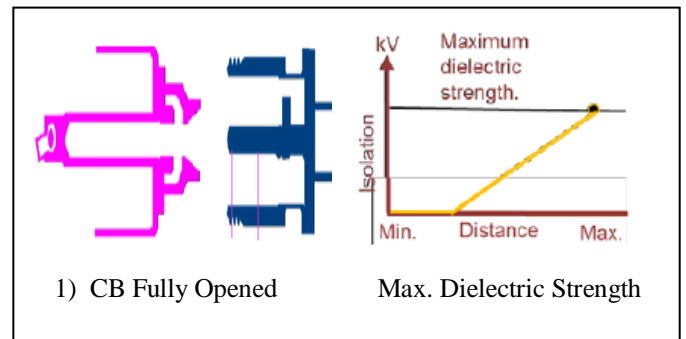 kV
Maximum
dielectric
strength.
Isolation
Min. Distance Max.
1) CB Fully Opened Max. Dielectric Strength